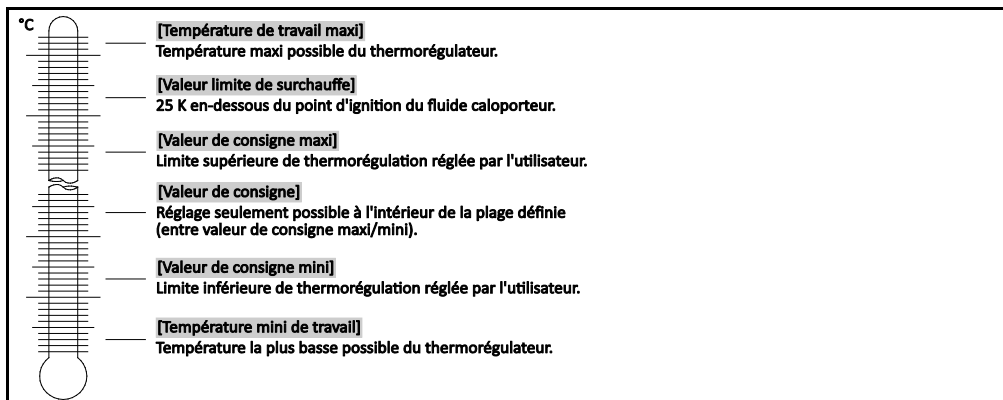 °C
[Température de travail maxi]
Température maxi possible du thermorégulateur.
[Valeur limite de surchauffe]
25 K en-dessous du point d'ignition du fluide caloporteur.
[Valeur de consigne maxi]
Limite supérieure de thermorégulation réglée par l'utilisateur.
[Valeur de consigne]
Réglage seulement possible à l'intérieur de la plage définie
(entre valeur de consigne maxi/mini).
[Valeur de consigne mini]
Limite inférieure de thermorégulation réglée par l'utilisateur.
[Température mini de travail]
Température la plus basse possible du thermorégulateur.